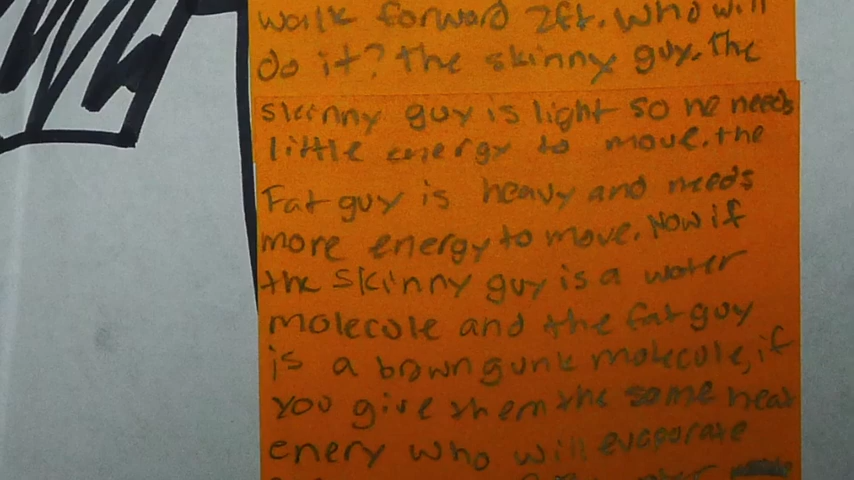 walk forward 2ft. Who will
do it? The skinny guy. The
skinny guy is light so he needs
little energy to move. the
Fat guy is heavy and needs
more energy to move. Now if
the skinny guy is a water
molecule and the fat guy
is a brown gunk molecule, if
you give them the same heat
enery who will evaporate